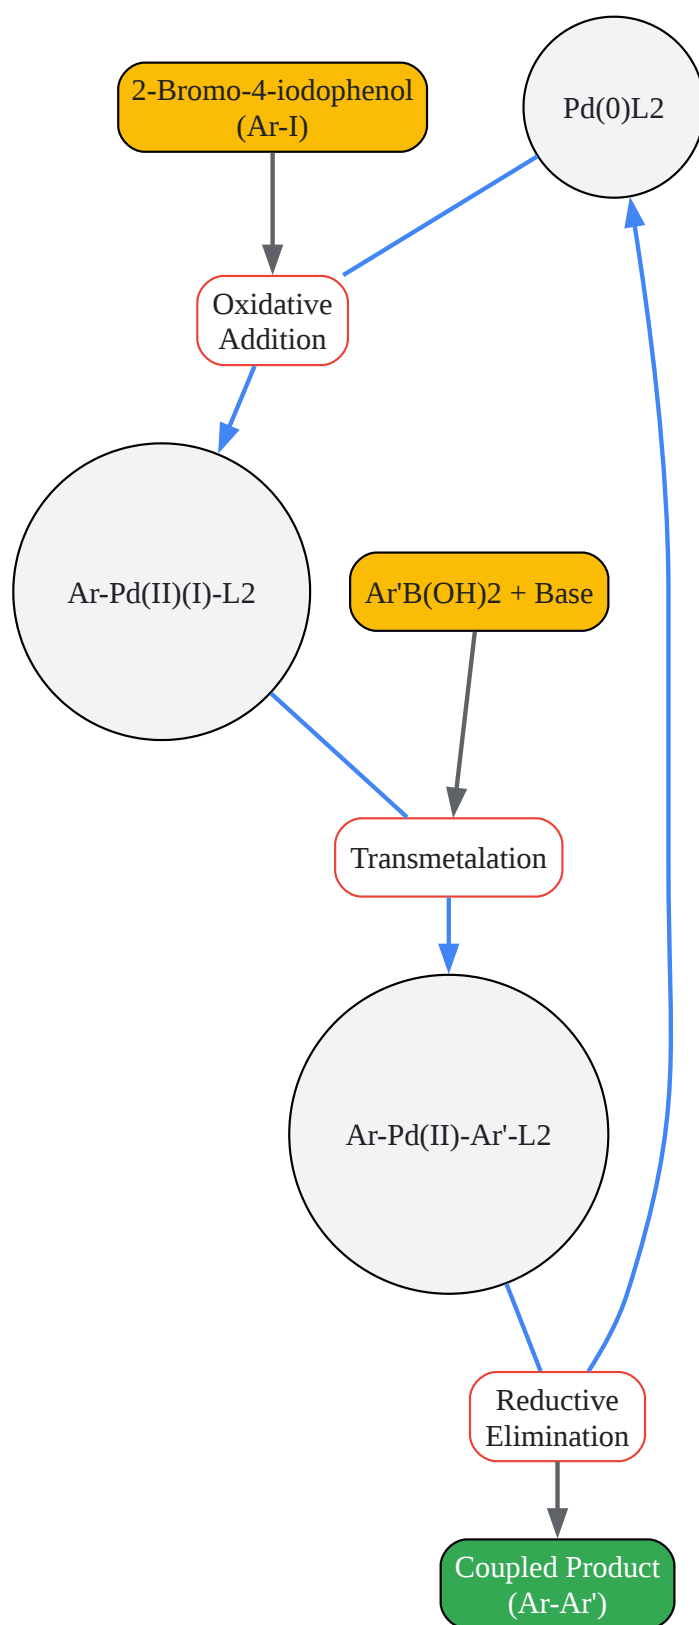 2-Bromo-4-iodophenol
(Ar-I)
Pd(0)L2
Oxidative
Addition
Ar-Pd(II)(I)-L2
Ar'B(OH)2 + Base
Transmetalation
Ar-Pd(II)-Ar'-L2
Reductive
Elimination
Coupled Product
(Ar-Ar')